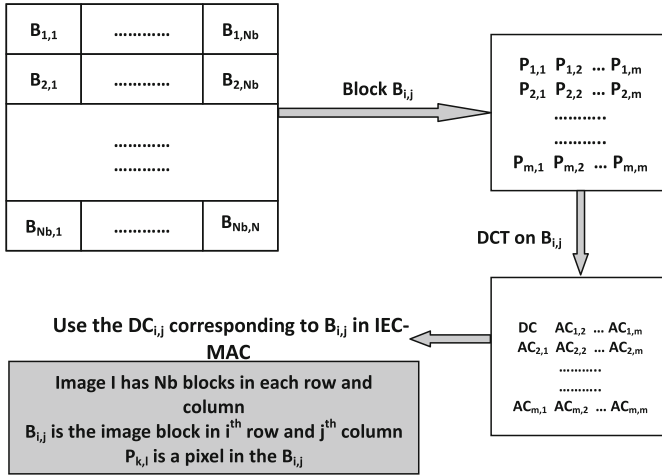 B1,1 ………… B1,Nb
B2,1 ………… B2,Nb
…………
…………
BNb,1 ………… BNb,N
Block Bi,j
P1,1 P1,2 ... P1,m
P2,1 P2,2 ... P2,m
………..
………..
Pm,1 Pm,2 ... Pm,m
DCT on Bi,j
DC AC1,2 ... AC1,m
AC2,1 AC2,2 ... AC2,m
………..
………..
ACm,1 ACm,2 ... ACm,m
Use the DCi,j corresponding to Bi,j in IEC-
MAC
Image I has Nb blocks in each row and
column
Bi,j is the image block in ith row and jth column
Pk,l is a pixel in the Bi,j